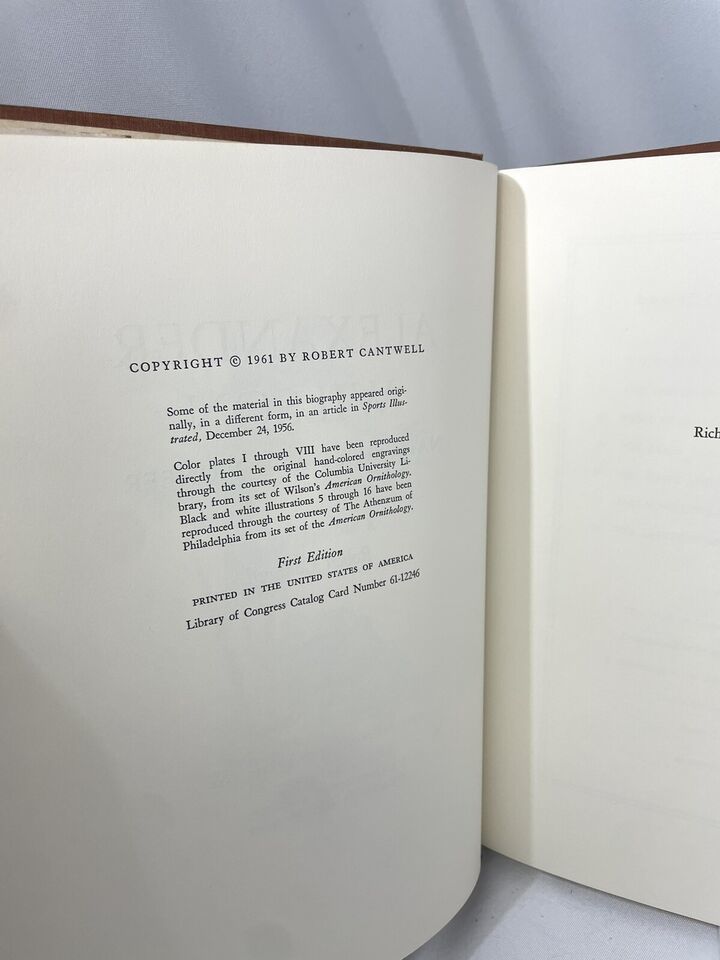 ALEXANDER
COPYRIGHT © 1961 BY ROBERT CANTWELL
Some of the material in this biography appeared origi-
nally, in a different form, in an article in Sports Illus-
trated, December 24, 1956.
Color plates I through VIII have been reproduced
directly from the original hand-colored engravings
through the courtesy of the Columbia University Li-
brary, from its set of Wilson's American Ornithology.
Black and white illustrations 5 through 16 have been
reproduced through the courtesy of The Athenæum of
Philadelphia from its set of the American Ornithology.
First Edition
PRINTED IN THE UNITED STATES OF AMERICA
Library of Congress Catalog Card Number 61-12246
Rich